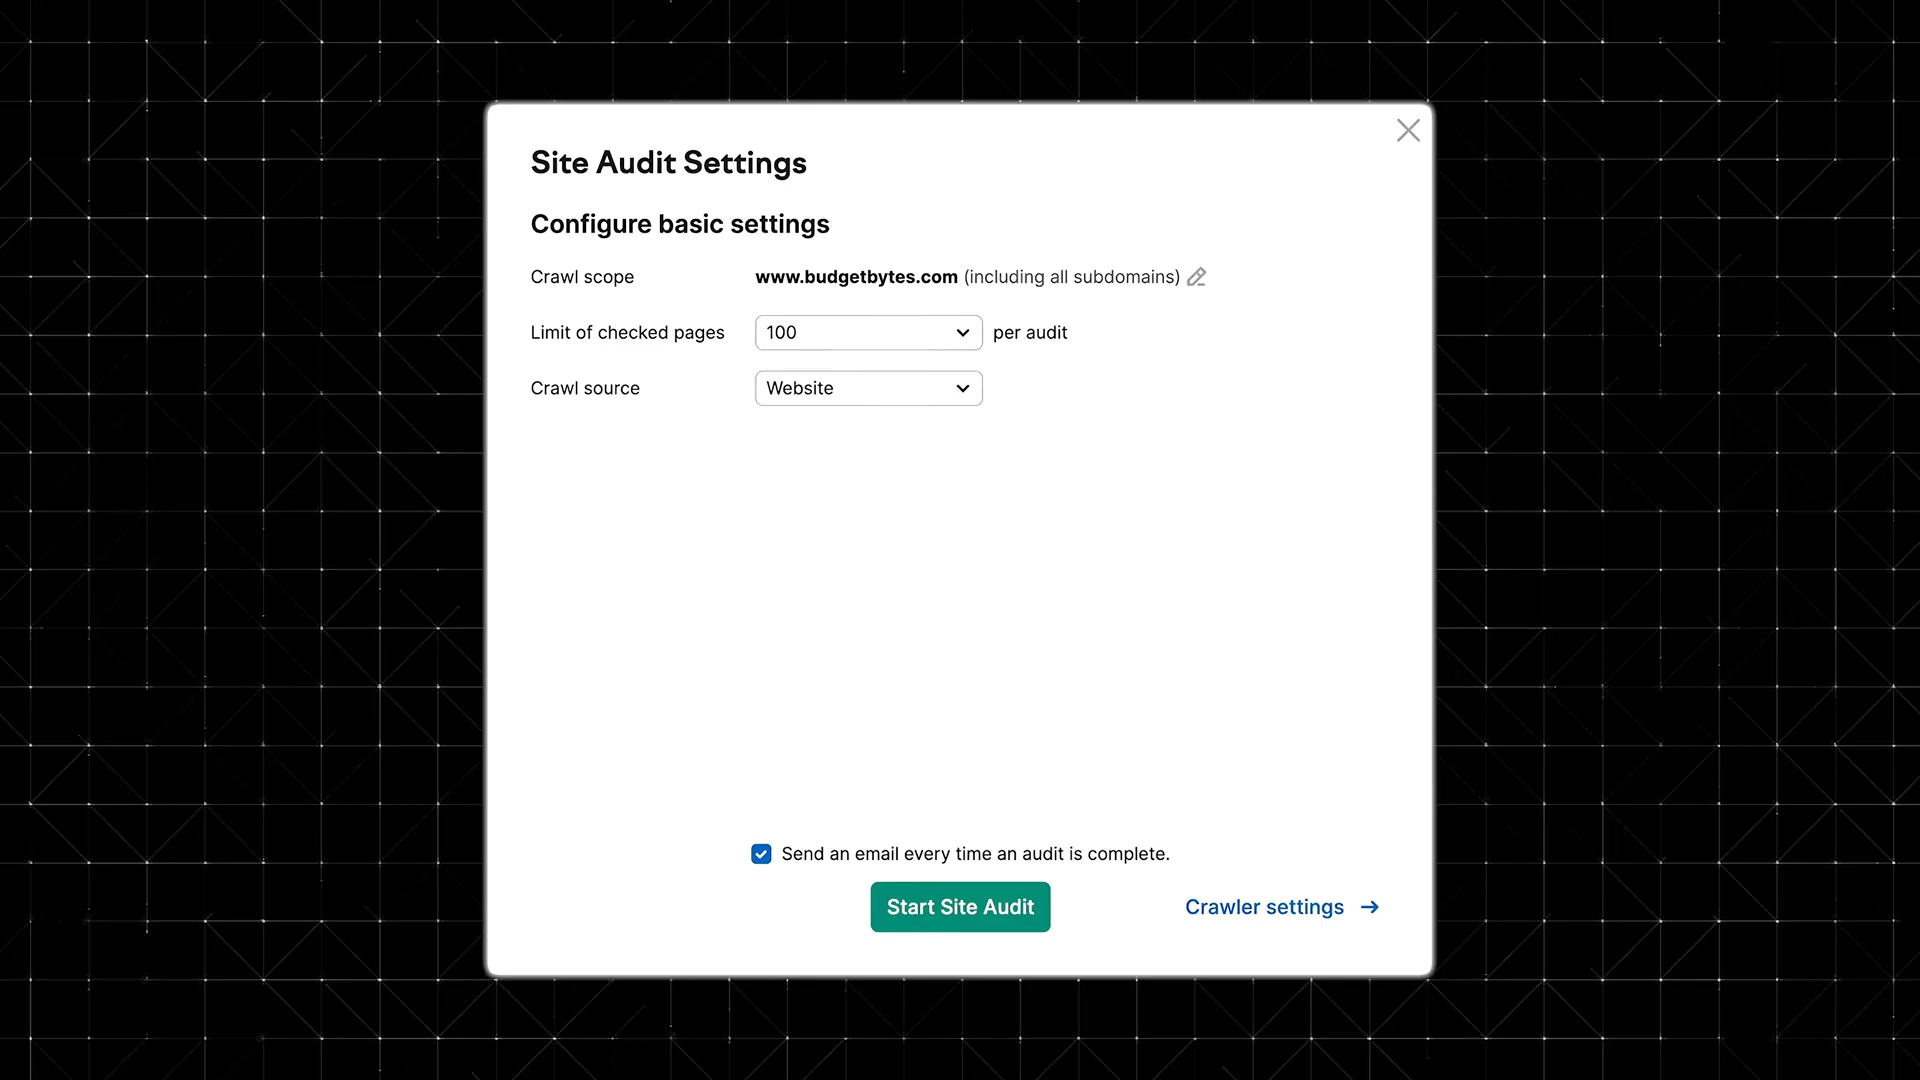 Site Audit Settings
Configure basic settings
Crawl scope www.budgetbytes.com (including all subdomains)
Limit of checked pages 100 per audit
Crawl source Website
Send an email every time an audit is complete.
Start Site Audit Crawler settings →